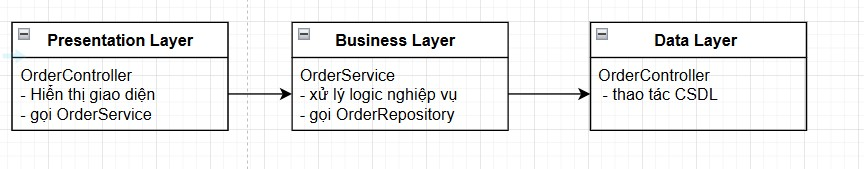 Presentation Layer
OrderController
- Hiển thị giao diện
- gọi OrderService
Business Layer
OrderService
- xử lý logic nghiệp vụ
- gọi OrderRepository
Data Layer
OrderController
- thao tác CSDL